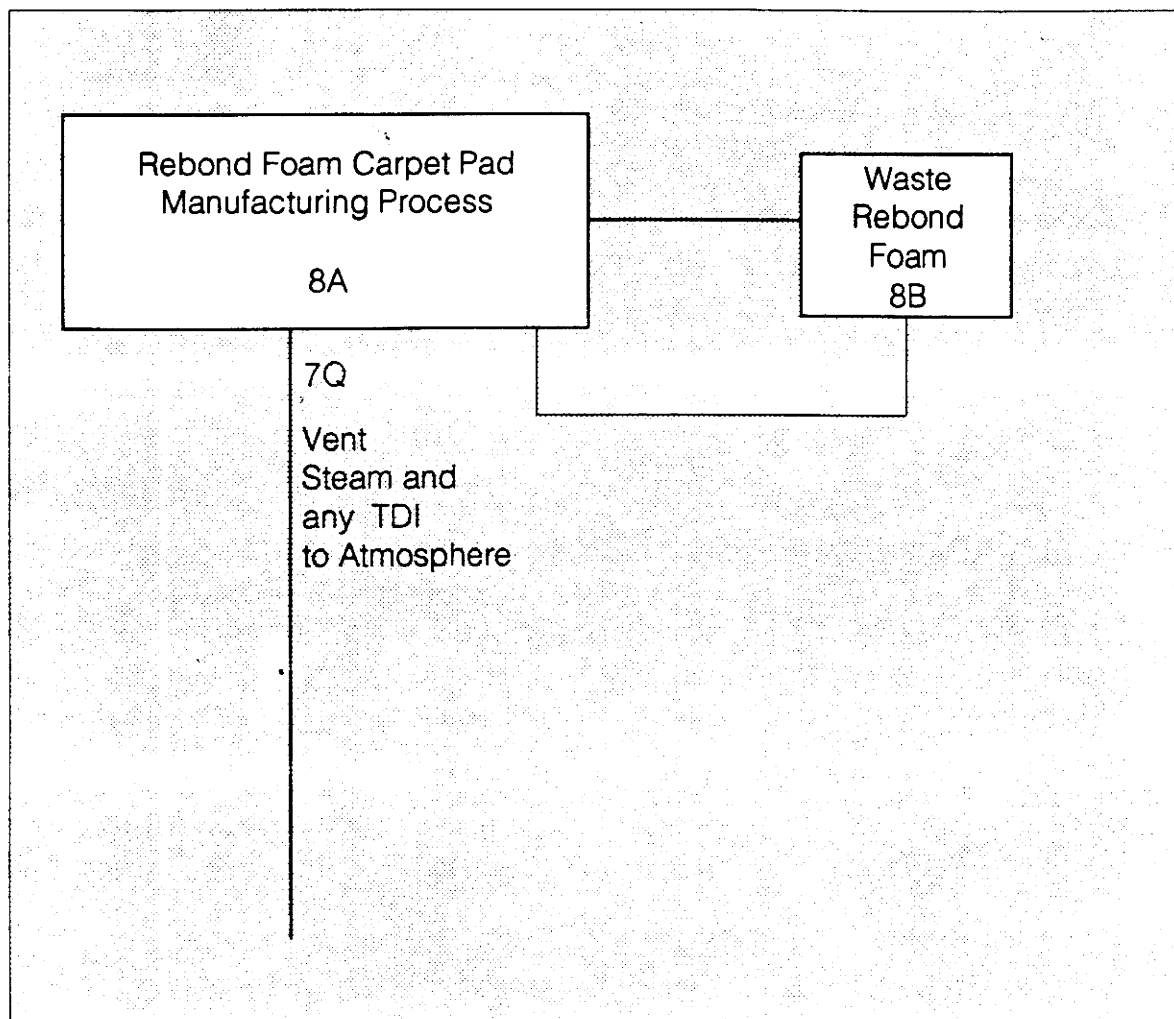 Rebond Foam Carpet Pad
Manufacturing Process
8A
Waste
Rebond
Foam
8B
7Q
Vent
Steam and
any TDI
to Atmosphere